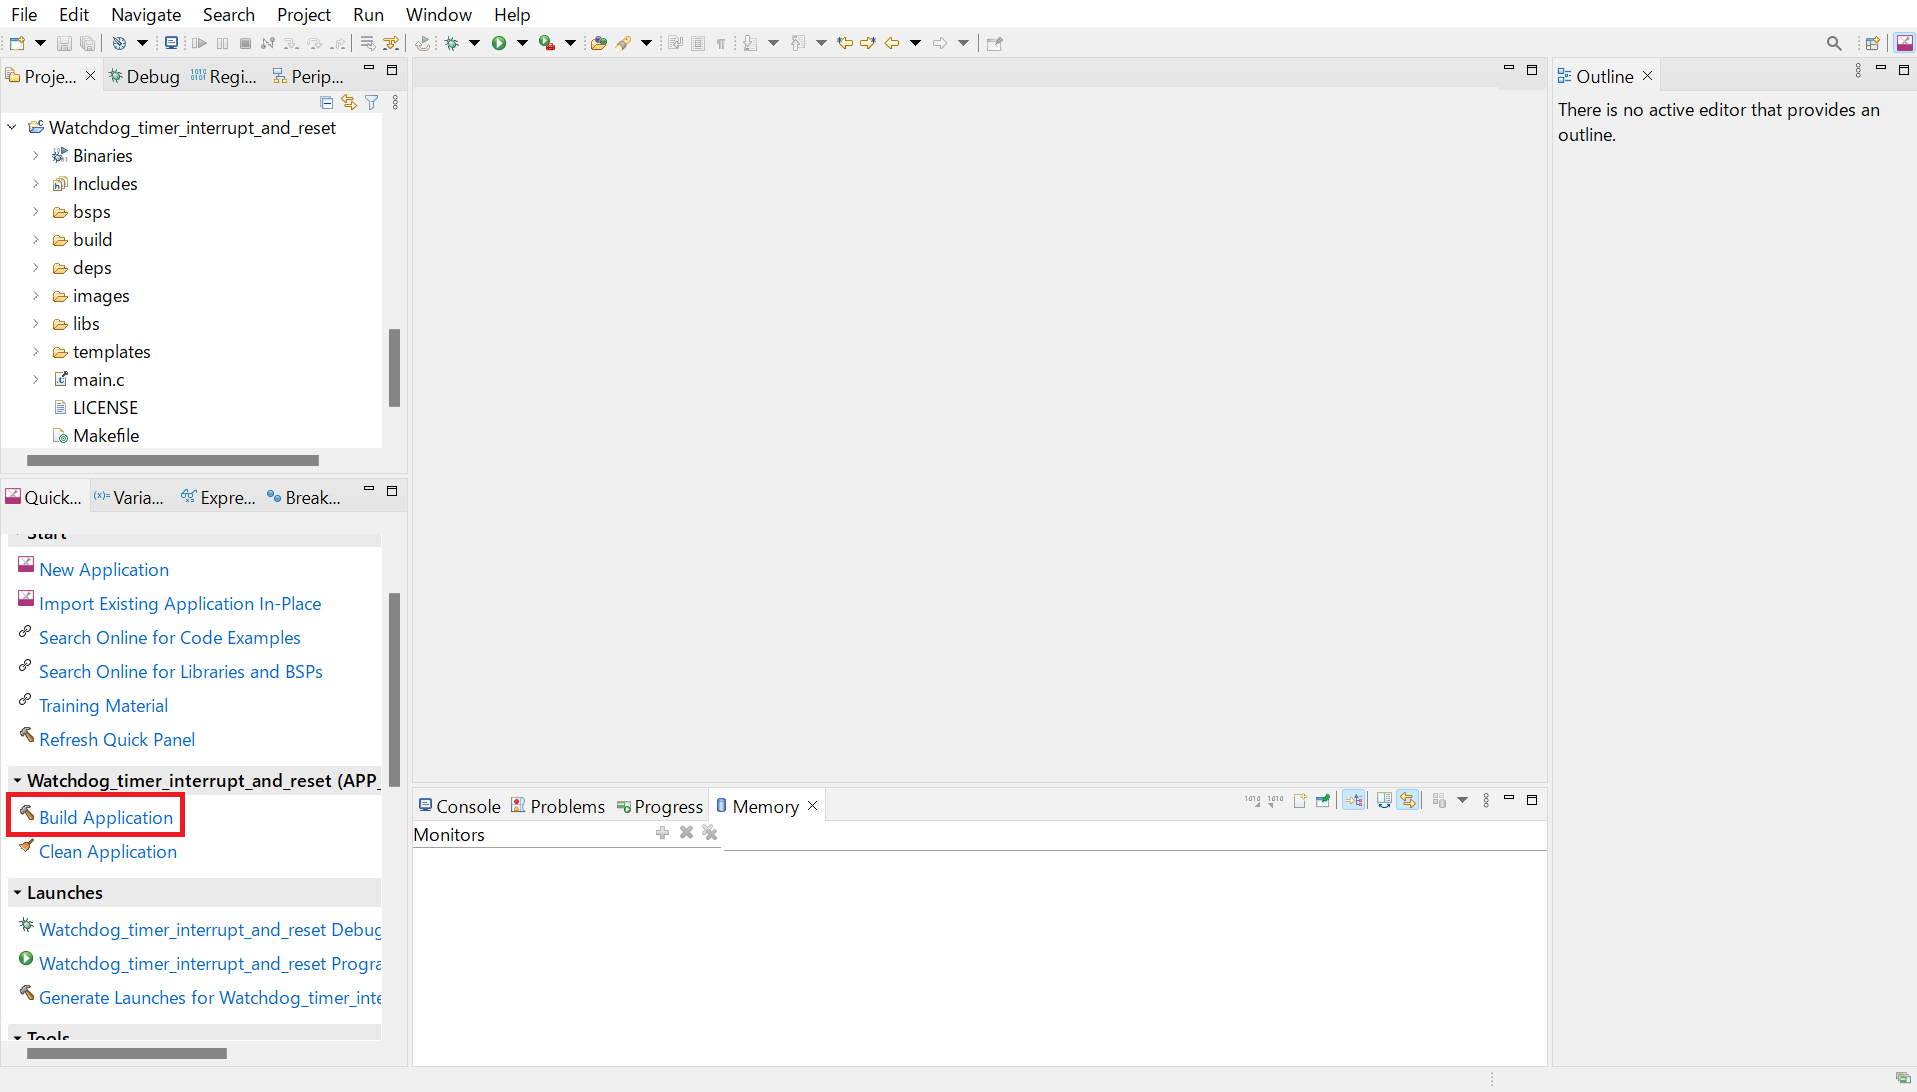 File Edit Navigate Search Project Run Window Help
Proje... Debug Regi... Perip...
Watchdog_timer_interrupt_and_reset
Binaries
Includes
bsps
build
deps
images
libs
templates
main.c
LICENSE
Makefile
Quick... (x)= Varia... Expre... Break...
Start
New Application
Import Existing Application In-Place
Search Online for Code Examples
Search Online for Libraries and BSPs
Training Material
Refresh Quick Panel
Watchdog_timer_interrupt_and_reset (APP_
Build Application
Clean Application
Launches
Watchdog_timer_interrupt_and_reset Debug
Watchdog_timer_interrupt_and_reset Progra
Generate Launches for Watchdog_timer_inte
Tools
Console Problems Progress Memory
Monitors
Outline
There is no active editor that provides an
outline.